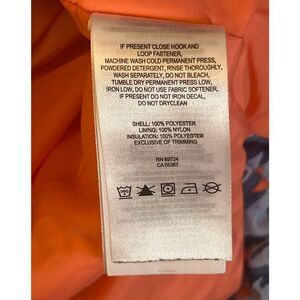 IF PRESENT CLOSE HOOK AND
LOOP FASTENER,
MACHINE WASH COLD PERMANENT PRESS,
POWDERED DETERGENT, RINSE THOROUGHLY,
WASH SEPARATELY, DO NOT BLEACH,
TUMBLE DRY PERMANENT PRESS LOW,
IRON LOW, DO NOT USE FABRIC SOFTENER,
IF PRESENT DO NOT IRON DECAL,
DO NOT DRYCLEAN
SHELL: 100% POLYESTER
LINING: 100% NYLON
INSULATION: 100% POLYESTER
EXCLUSIVE OF TRIMMING
RN 89724
CA 05367